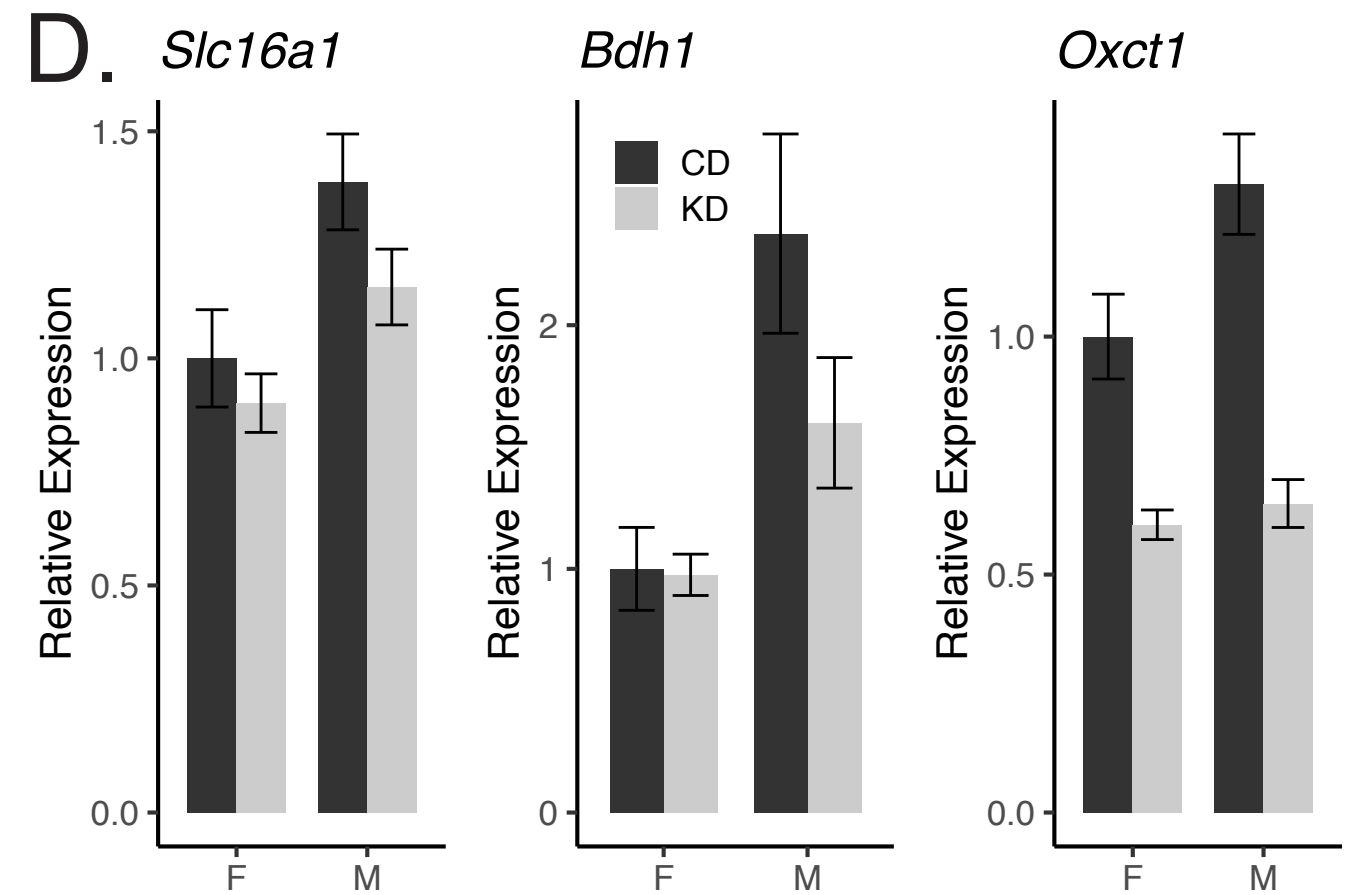 D.
Slc16a1
Relative Expression
1.5
1.0
0.5
0.0
F
M
Bdh1
CD
KD
Relative Expression
2
1
0
F
M
Oxct1
Relative Expression
1.0
0.5
0.0
F
M